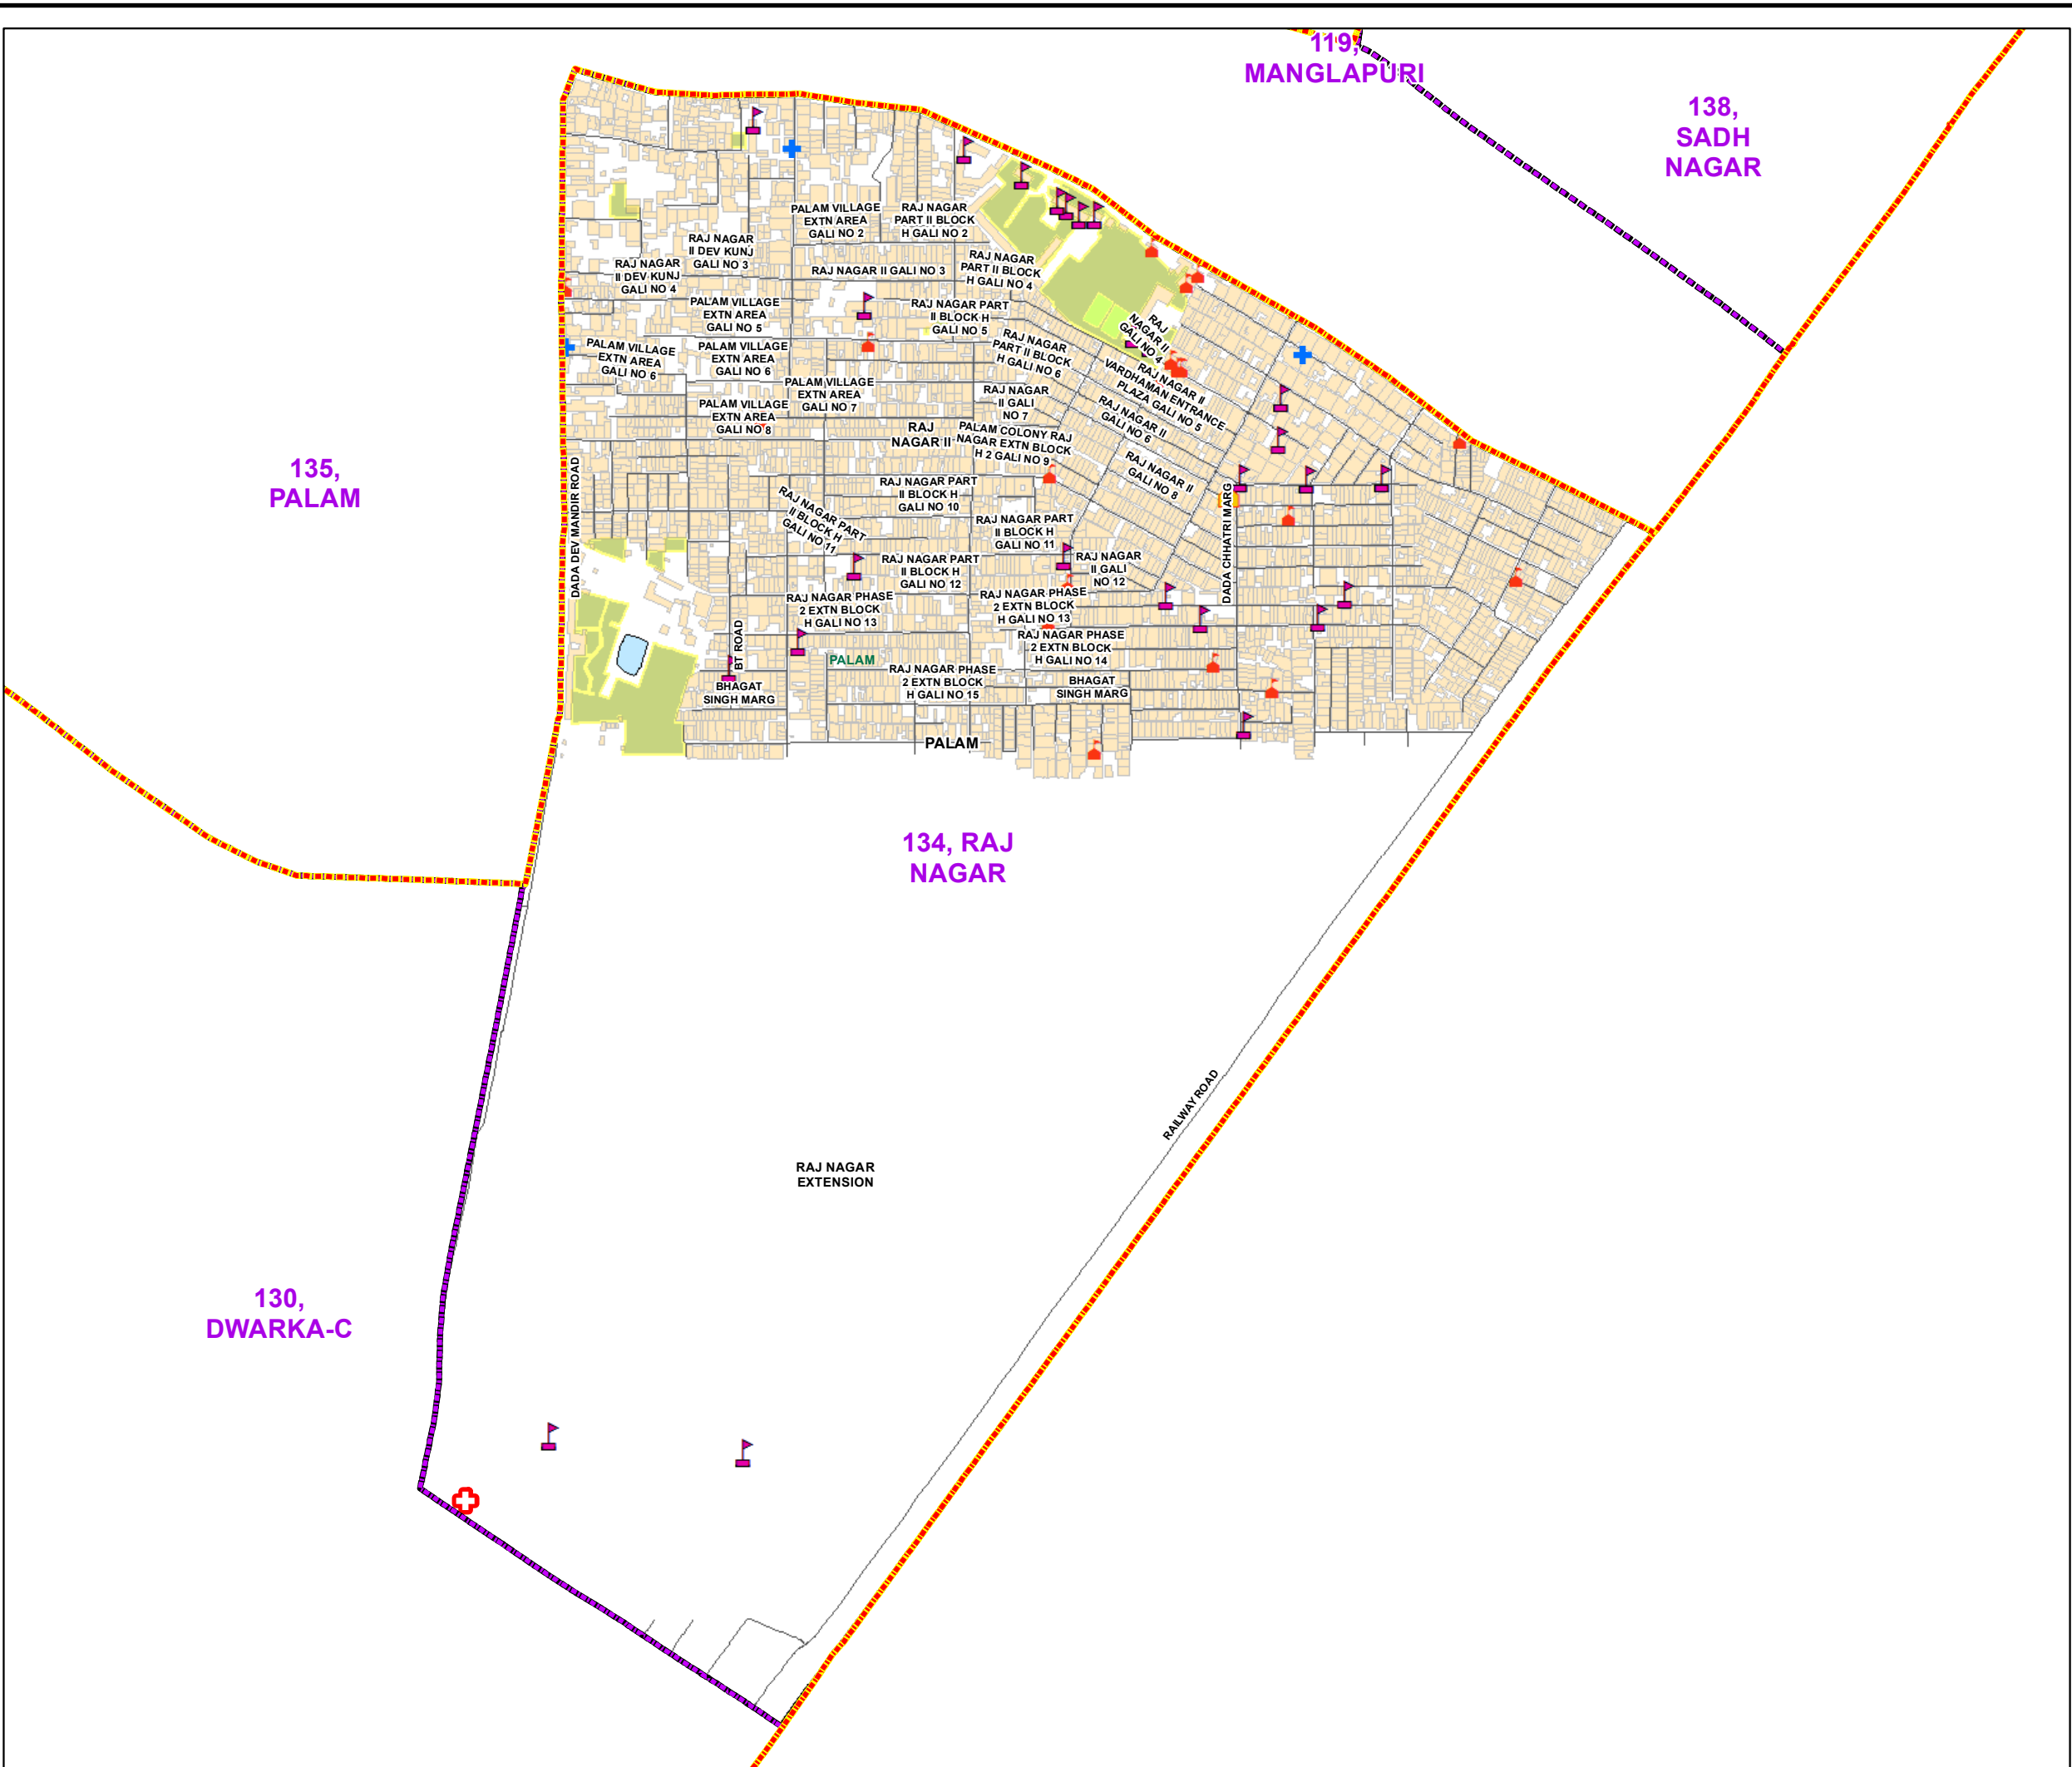 119,
MANGLAPURI
138,
SADH
NAGAR
PALAM VILLAGE
EXTN AREA
GALI NO 2
RAJ NAGAR
PART II BLOCK
H GALI NO 2
RAJ NAGAR
II DEV KUNJ
GALI NO 3
RAJ NAGAR
II DEV KUNJ
GALI NO 4
RAJ NAGAR II GALI NO 3
RAJ NAGAR
PART II BLOCK
H GALI NO 4
PALAM VILLAGE
EXTN AREA
GALI NO 5
RAJ NAGAR PART
II BLOCK H
GALI NO 5
RAJ
NAGAR II
GALI NO 4
PALAM VILLAGE
EXTN AREA
GALI NO 6
PALAM VILLAGE
EXTN AREA
GALI NO 6
RAJ NAGAR
PART II BLOCK
H GALI NO 6
RAJ NAGAR II
VARDHAMAN ENTRANCE
PLAZA GALI NO 5
PALAM VILLAGE
EXTN AREA
GALI NO 7
RAJ NAGAR
II GALI
NO 7
RAJ NAGAR II
GALI NO 6
PALAM VILLAGE
EXTN AREA
GALI NO 8
RAJ
NAGAR II
PALAM COLONY RAJ
NAGAR EXTN BLOCK
H 2 GALI NO 9
RAJ NAGAR II
GALI NO 8
135,
PALAM
DADA DEV MANDIR ROAD
RAJ NAGAR PART
II BLOCK H
GALI NO 10
RAJ NAGAR PART
II BLOCK H
GALI NO 11
RAJ NAGAR PART
II BLOCK H
GALI NO 11
DADA CHHATRI MARG
RAJ NAGAR PART
II BLOCK H
GALI NO 12
RAJ NAGAR
II GALI
NO 12
RAJ NAGAR PHASE
2 EXTN BLOCK
H GALI NO 13
RAJ NAGAR PHASE
2 EXTN BLOCK
H GALI NO 13
BT ROAD
PALAM
RAJ NAGAR PHASE
2 EXTN BLOCK
H GALI NO 14
RAJ NAGAR PHASE
2 EXTN BLOCK
H GALI NO 15
BHAGAT
SINGH MARG
BHAGAT
SINGH MARG
PALAM
134, RAJ
NAGAR
RAILWAY ROAD
RAJ NAGAR
EXTENSION
130,
DWARKA-C